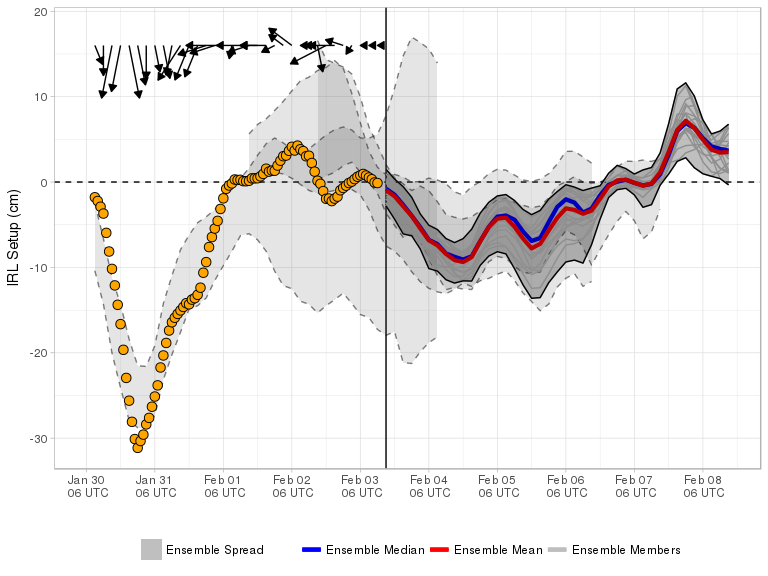 20
10
0
-10
-20
-30
IRL Setup (cm)
Jan 30
06 UTC
Jan 31
06 UTC
Feb 01
06 UTC
Feb 02
06 UTC
Feb 03
06 UTC
Feb 04
06 UTC
Feb 05
06 UTC
Feb 06
06 UTC
Feb 07
06 UTC
Feb 08
06 UTC
Ensemble Spread
Ensemble Median
Ensemble Mean
Ensemble Members